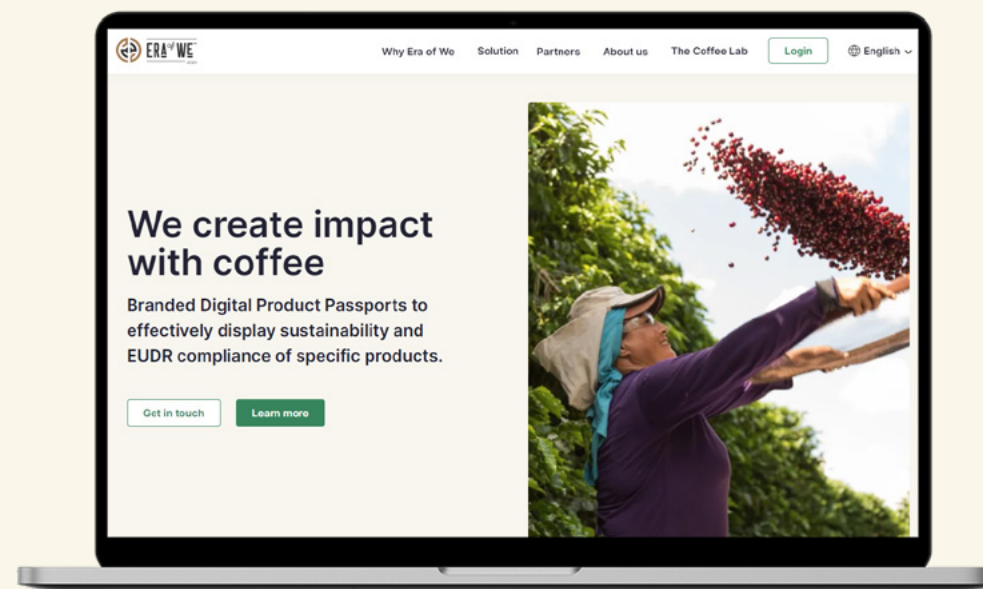 ERA of WE
Why Era of We
Solution
Partners
About us
The Coffee Lab
Login
English
We create impact
with coffee
Branded Digital Product Passports to
effectively display sustainability and
EUDR compliance of specific products.
Get in touch
Learn more